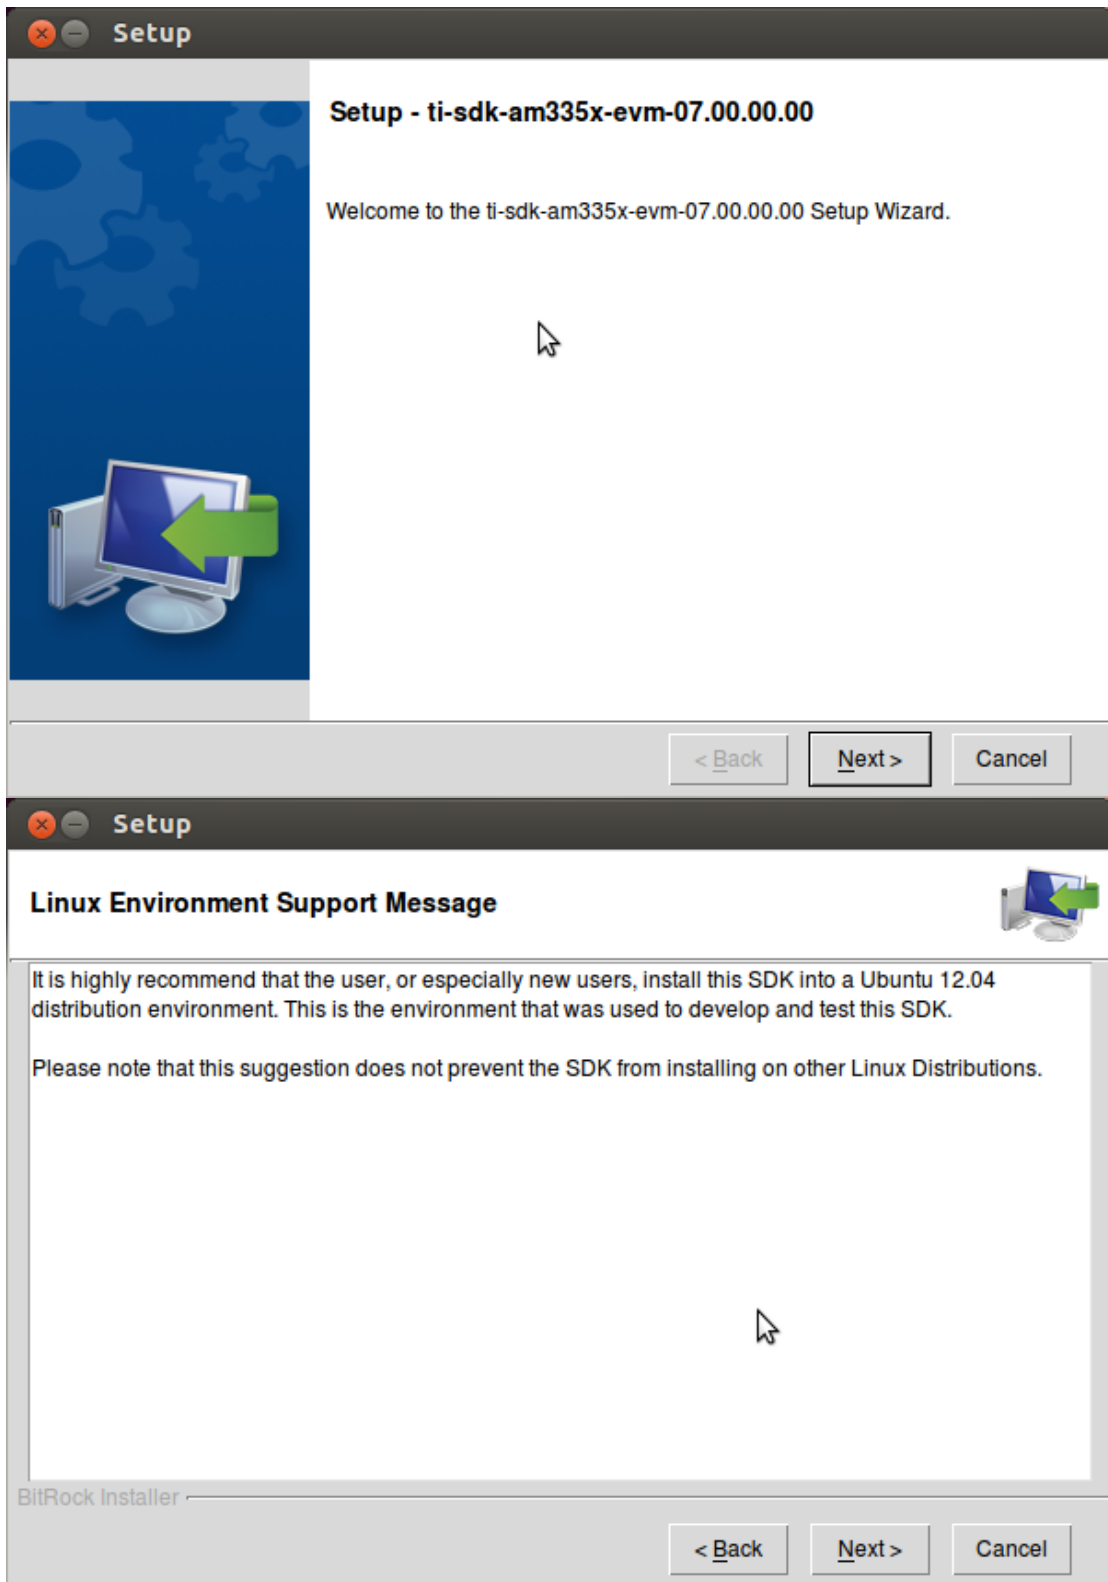 Setup
Setup - ti-sdk-am335x-evm-07.00.00.00
Welcome to the ti-sdk-am335x-evm-07.00.00.00 Setup Wizard.
< Back
Next >
Cancel
Setup
Linux Environment Support Message
It is highly recommend that the user, or especially new users, install this SDK into a Ubuntu 12.04
distribution environment. This is the environment that was used to develop and test this SDK.
Please note that this suggestion does not prevent the SDK from installing on other Linux Distributions.
BitRock Installer
< Back
Next >
Cancel